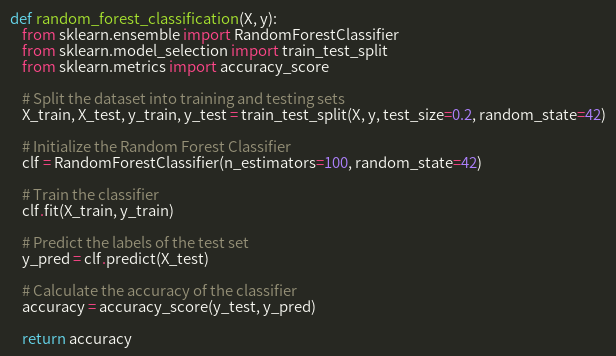 def random_forest_classification(X, y):
    from sklearn.ensemble import RandomForestClassifier
    from sklearn.model_selection import train_test_split
    from sklearn.metrics import accuracy_score

    # Split the dataset into training and testing sets
    X_train, X_test, y_train, y_test = train_test_split(X, y, test_size=0.2, random_state=42)

    # Initialize the Random Forest Classifier
    clf = RandomForestClassifier(n_estimators=100, random_state=42)

    # Train the classifier
    clf.fit(X_train, y_train)

    # Predict the labels of the test set
    y_pred = clf.predict(X_test)

    # Calculate the accuracy of the classifier
    accuracy = accuracy_score(y_test, y_pred)

    return accuracy